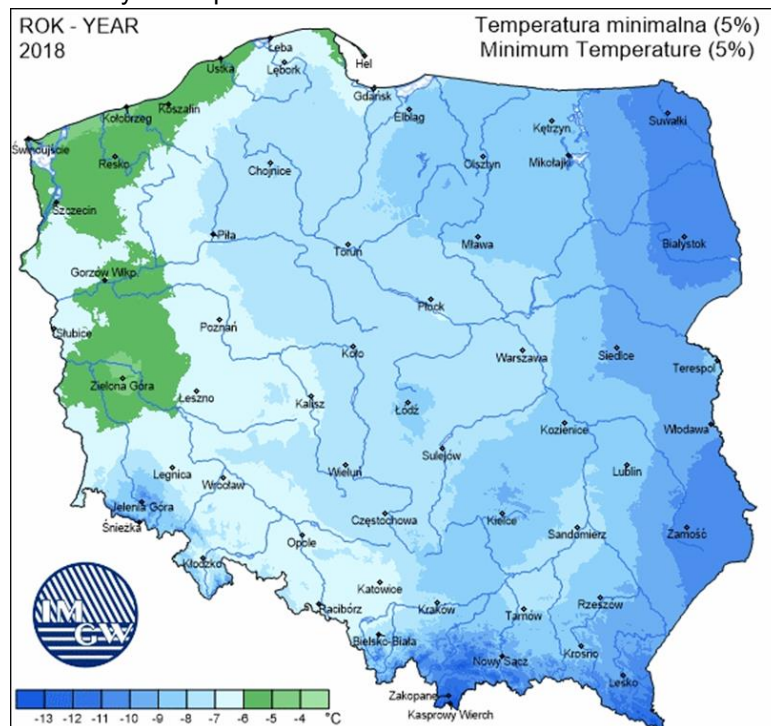 ROK - YEAR
2018
Temperatura minimalna (5%)
Minimum Temperature (5%)
Łeba
Ustka
Lębork
Hel
Gdańsk
Koszalin
Kołobrzeg
Elbląg
Kętrzyn
Suwałki
Świnoujście
Resko
Chojnice
Olsztyn
Mikołajki
Szczecin
Piła
Toruń
Mława
Białystok
Gorzów Wlkp.
Płock
Słubice
Poznań
Koło
Warszawa
Siedlce
Terespol
Zielona Góra
Leszno
Kalisz
Łódź
Kozienice
Włodawa
Sulejów
Legnica
Wrocław
Wieluń
Lublin
Jelenia Góra
Śnieżka
Częstochowa
Kielce
Sandomierz
Zamość
Opole
Kłodzko
Katowice
Racibórz
Kraków
Tarnów
Rzeszów
Bielsko-Biała
Nowy Sącz
Krosno
Lesko
Zakopane
Kasprowy Wierch
IM
GW
-13 -12 -11 -10 -9 -8 -7 -6 -5 -4 °C